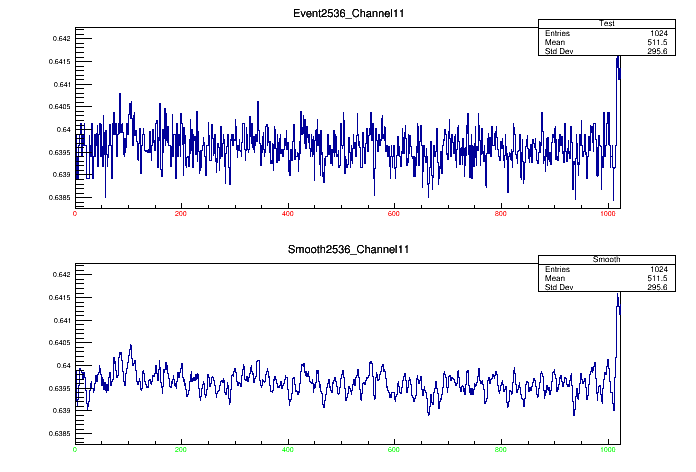 Event2536_Channel11
Test
Entries 1024
Mean 511.5
Std Dev 295.6
0.642
0.6415
0.641
0.6405
0.64
0.6395
0.639
0.6385
0 200 400 600 800 1000
Smooth2536_Channel11
Smooth
Entries 1024
Mean 511.5
Std Dev 295.6
0.642
0.6415
0.641
0.6405
0.64
0.6395
0.639
0.6385
0 200 400 600 800 1000